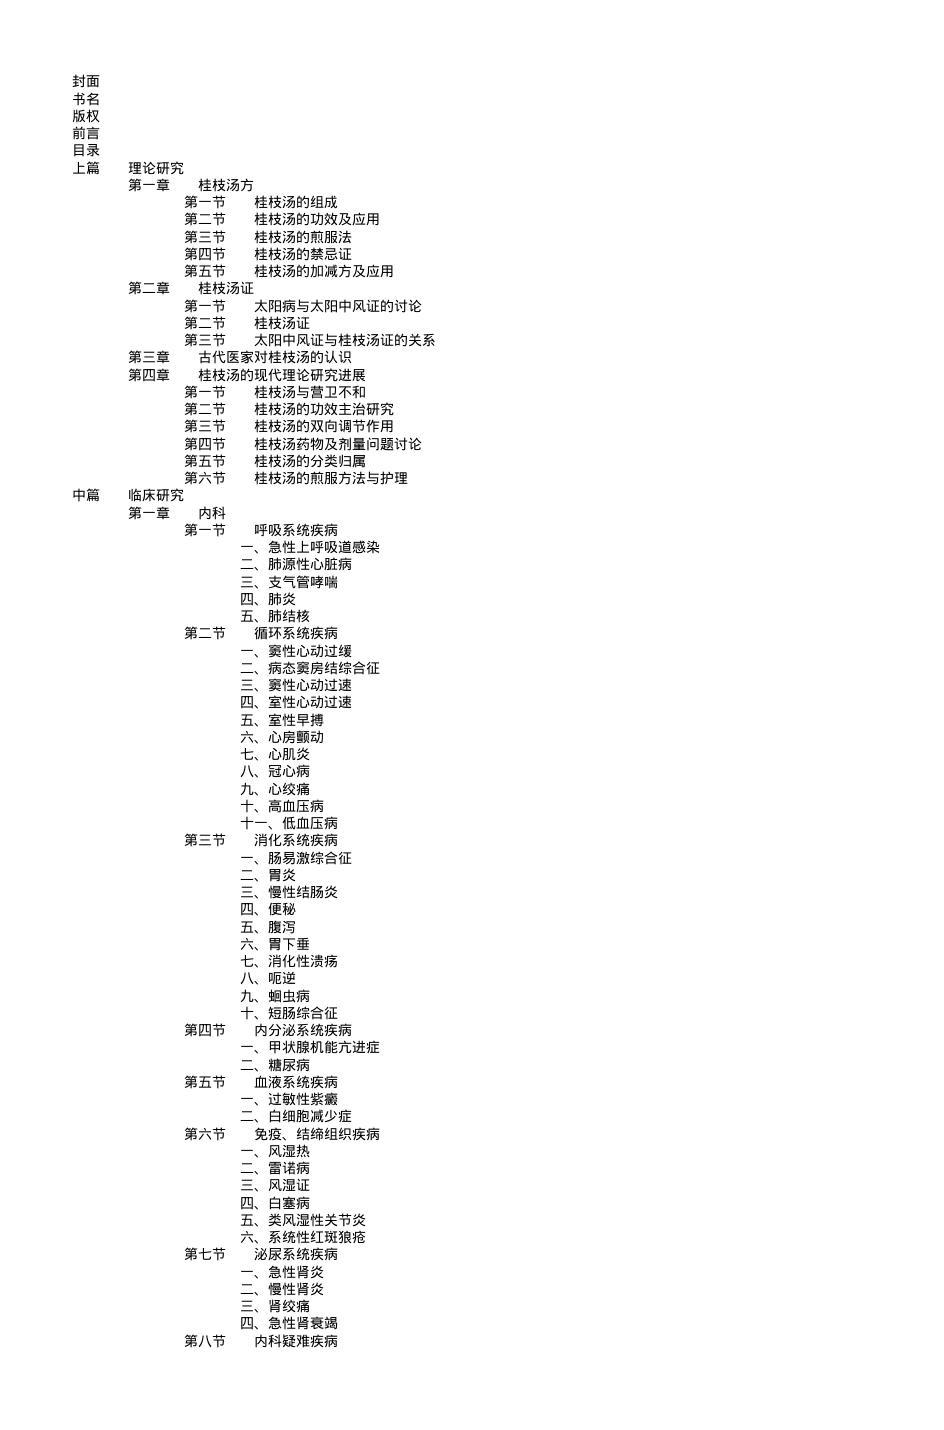 封面
书名
版权
前言
目录
上篇 理论研究
第一章 桂枝汤方
第一节 桂枝汤的组成
第二节 桂枝汤的功效及应用
第三节 桂枝汤的煎服法
第四节 桂枝汤的禁忌证
第五节 桂枝汤的加减方及应用
第二章 桂枝汤证
第一节 太阳病与太阳中风证的讨论
第二节 桂枝汤证
第三节 太阳中风证与桂枝汤证的关系
第三章 古代医家对桂枝汤的认识
第四章 桂枝汤的现代理论研究进展
第一节 桂枝汤与营卫不和
第二节 桂枝汤的功效主治研究
第三节 桂枝汤的双向调节作用
第四节 桂枝汤药物及剂量问题讨论
第五节 桂枝汤的分类归属
第六节 桂枝汤的煎服方法与护理
中篇 临床研究
第一章 内科
第一节 呼吸系统疾病
一、急性上呼吸道感染
二、肺源性心脏病
三、支气管哮喘
四、肺炎
五、肺结核
第二节 循环系统疾病
一、窦性心动过缓
二、病态窦房结综合征
三、窦性心动过速
四、室性心动过速
五、室性早搏
六、心房颤动
七、心肌炎
八、冠心病
九、心绞痛
十、高血压病
十一、低血压病
第三节 消化系统疾病
一、肠易激综合征
二、胃炎
三、慢性结肠炎
四、便秘
五、腹泻
六、胃下垂
七、消化性溃疡
八、呃逆
九、蛔虫病
十、短肠综合征
第四节 内分泌系统疾病
一、甲状腺机能亢进症
二、糖尿病
第五节 血液系统疾病
一、过敏性紫癜
二、白细胞减少症
第六节 免疫、结缔组织疾病
一、风湿热
二、雷诺病
三、风湿证
四、白塞病
五、类风湿性关节炎
六、系统性红斑狼疮
第七节 泌尿系统疾病
一、急性肾炎
二、慢性肾炎
三、肾绞痛
四、急性肾衰竭
第八节 内科疑难疾病